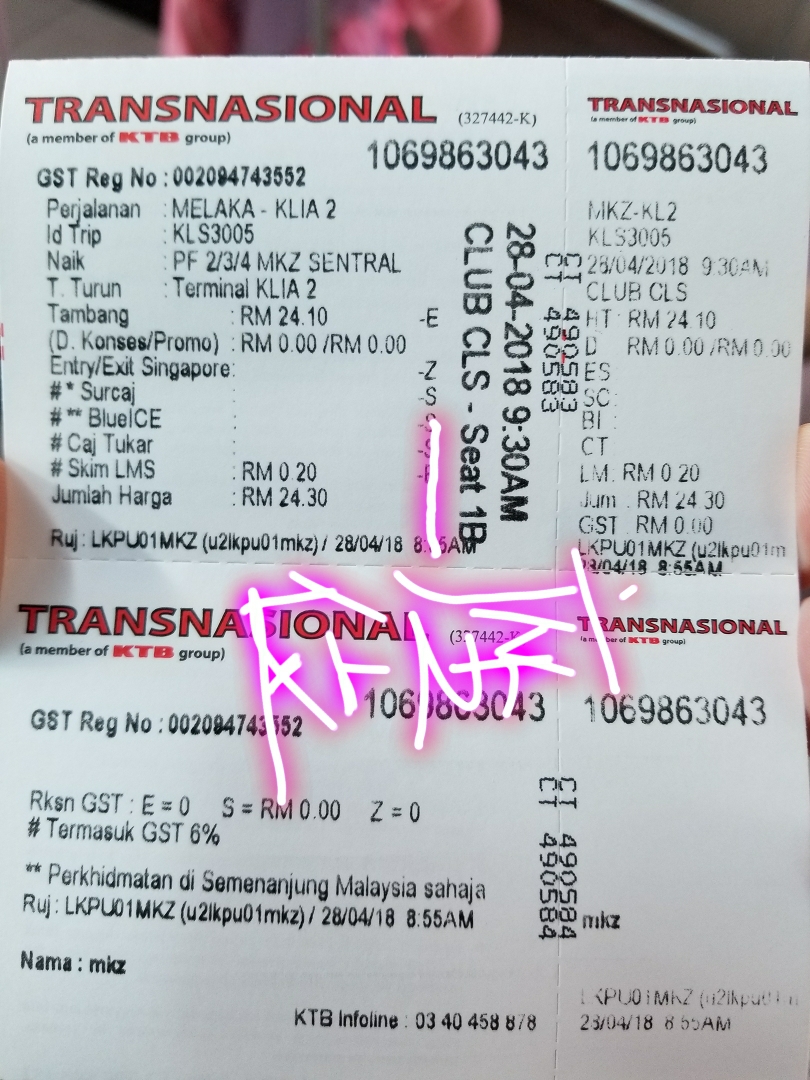 TRANSNASIONAL (327442-K)
(a member of KTB group)
1069863043
GST Reg No : 002094743552
Perjalanan : MELAKA - KLIA 2
Id Trip : KLS3005
Naik : PF 2/3/4 MKZ SENTRAL
T. Turun : Terminal KLIA 2
Tambang : RM 24.10 -E
(D. Konses/Promo) : RM 0.00 /RM 0.00
Entry/Exit Singapore: -Z
# * Surcaj : -S
# ** BlueICE : -S
# Caj Tukar :
# Skim LMS : RM 0.20
Jumlah Harga : RM 24.30
Ruj : LKPU01MKZ (u2lkpu01mkz) / 28/04/18 AM
28-04-2018 9:30AM
CLUB CLS - Seat 1B
CT 490583
CT 490583
TRANSNASIONAL
(a member of KTB group)
1069863043
MKZ-KL2
KLS3005
28/04/2018 9:30AM
CLUB CLS
HT : RM 24.10
D RM 0.00 /RM 0.00
ES
SC:
BI :
CT
LM. RM 0.20
Jum . RM 24.30
GST : RM 0.00
LKPU01MKZ (u2lkpu01m
28/04/18 8:55AM
TRANSNASIONAL (327442-K
(a member of KTB group)
1069863043
GST Reg No : 002094743552
Rksn GST : E = 0 S = RM 0.00 Z = 0
# Termasuk GST 6%
** Perkhidmatan di Semenanjung Malaysia sahaja
Ruj : LKPU01MKZ (u2lkpu01mkz) / 28/04/18 8:55AM
Nama : mkz
KTB Infoline : 03 40 458 878
CT 490584
CT 490584
TRANSNASIONAL
(a member of KTB group)
1069863043
mkz
LKPU01MKZ (u2lkpu01m
28/04/18 8:55AM